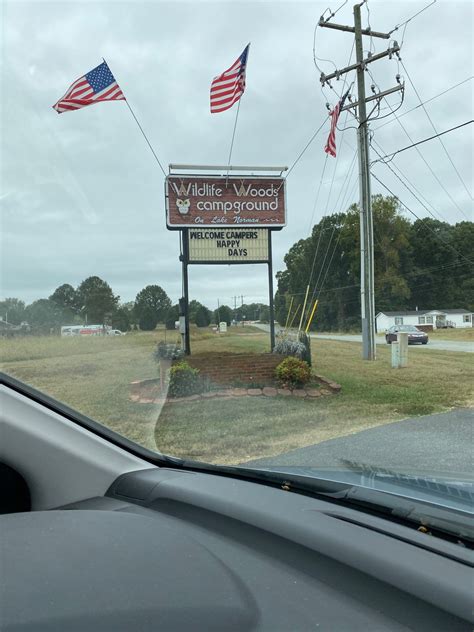 Wildlife Woods
campground
On Lake Norman
WELCOME CAMPERS
HAPPY
DAYS